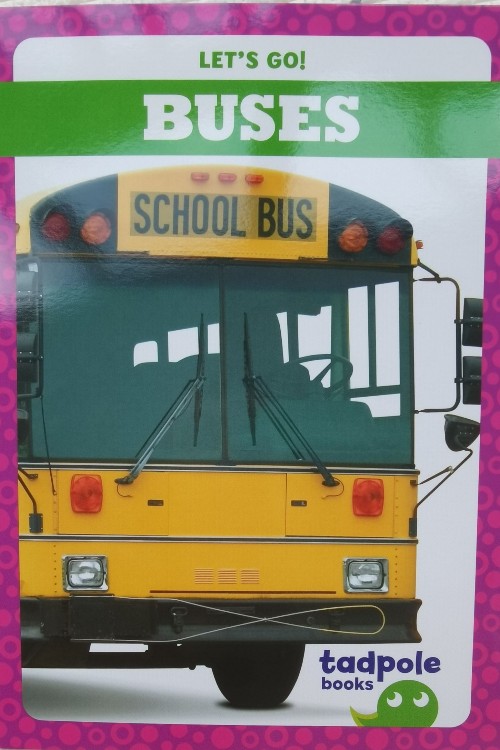 LET'S GO!
BUSES
SCHOOL BUS
tadpole
books